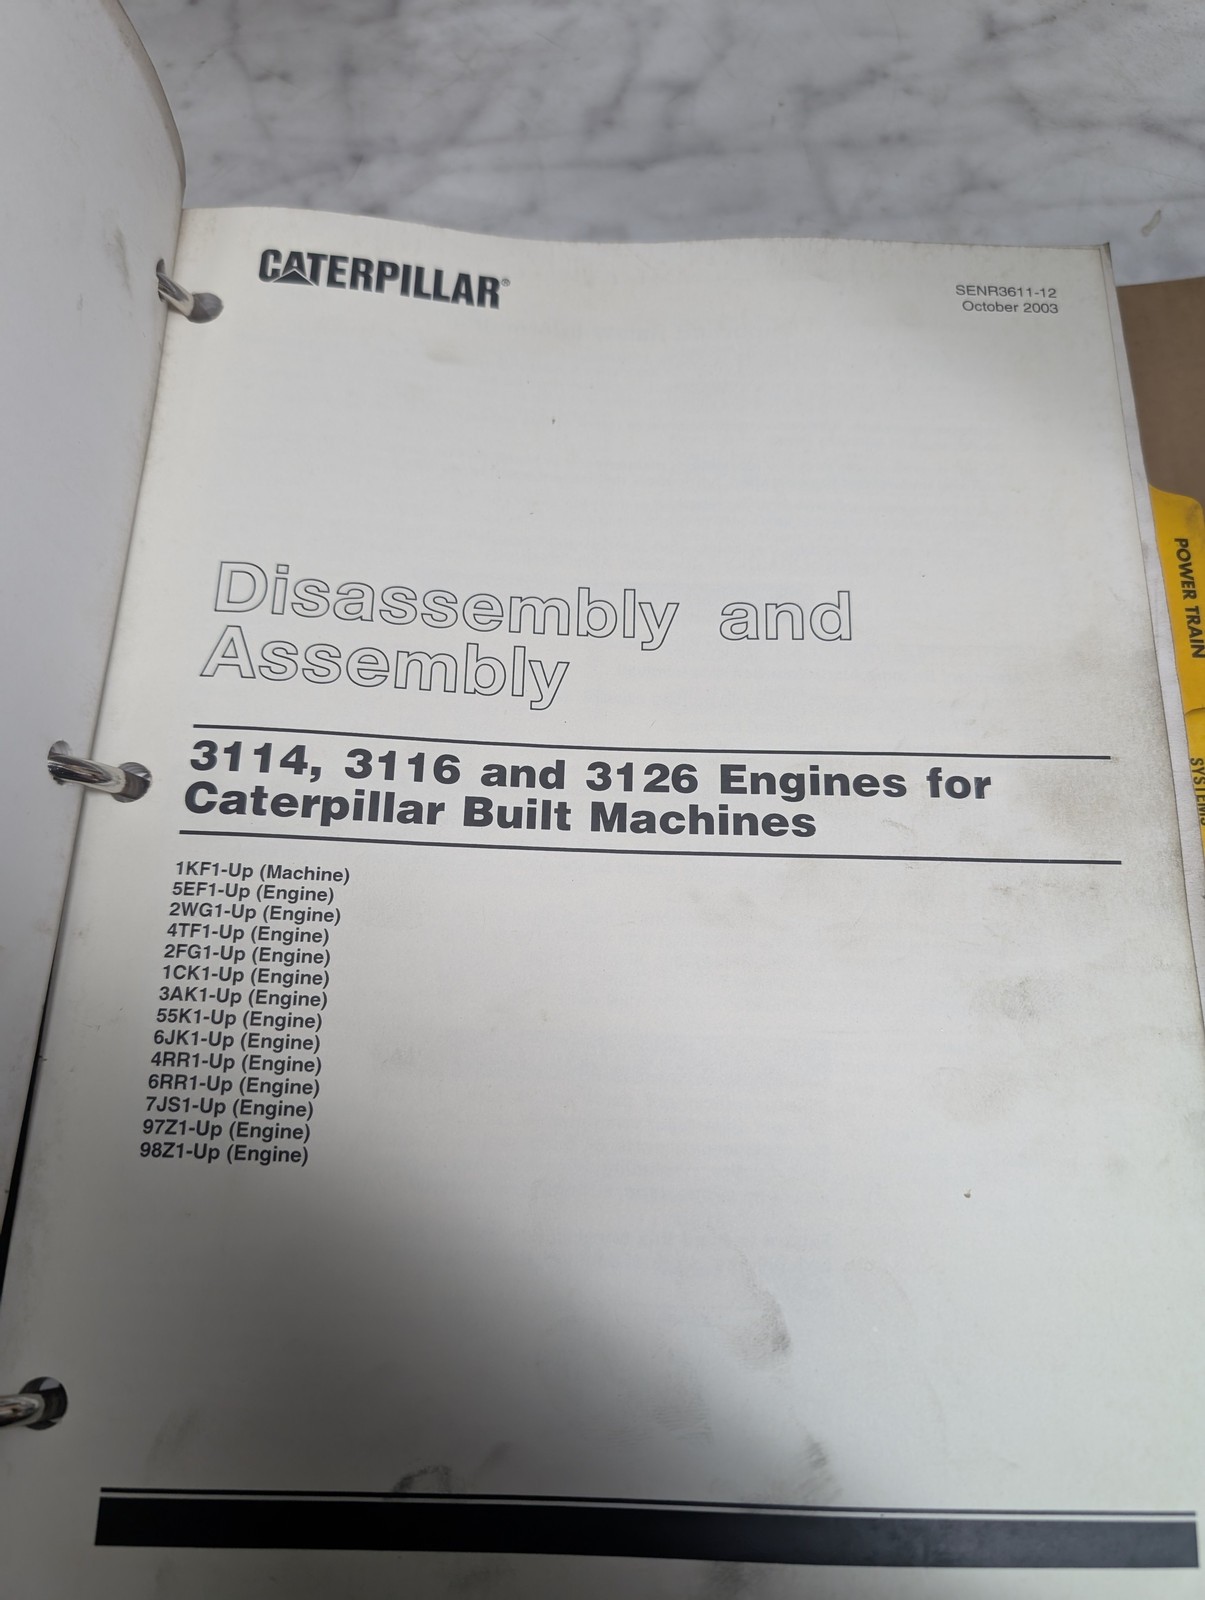 CATERPILLAR®
SENR3611-12
October 2003
Disassembly and
Assembly
3114, 3116 and 3126 Engines for
Caterpillar Built Machines
1KF1-Up (Machine)
5EF1-Up (Engine)
2WG1-Up (Engine)
4TF1-Up (Engine)
2FG1-Up (Engine)
1CK1-Up (Engine)
3AK1-Up (Engine)
55K1-Up (Engine)
6JK1-Up (Engine)
4RR1-Up (Engine)
6RR1-Up (Engine)
7JS1-Up (Engine)
97Z1-Up (Engine)
98Z1-Up (Engine)
POWER TRAIN
SYSTEMS